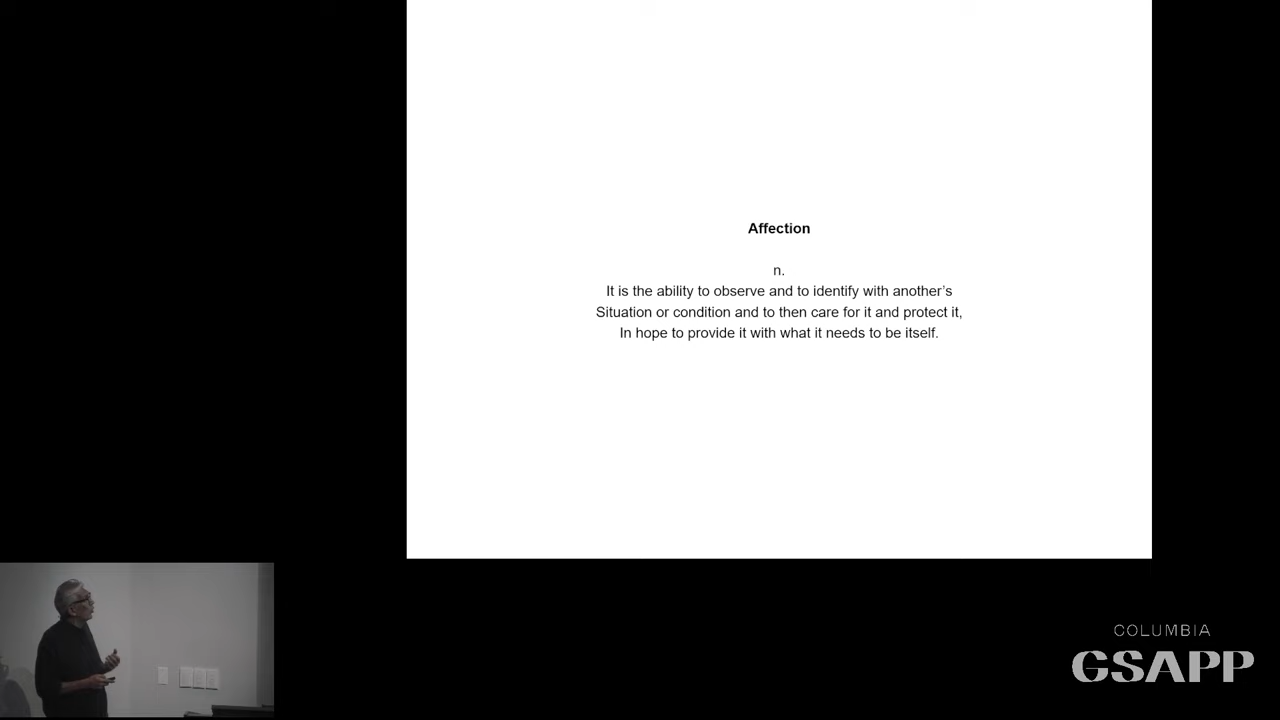 Affection
n.
It is the ability to observe and to identify with another’s
Situation or condition and to then care for it and protect it,
In hope to provide it with what it needs to be itself.
COLUMBIA
GSAPP